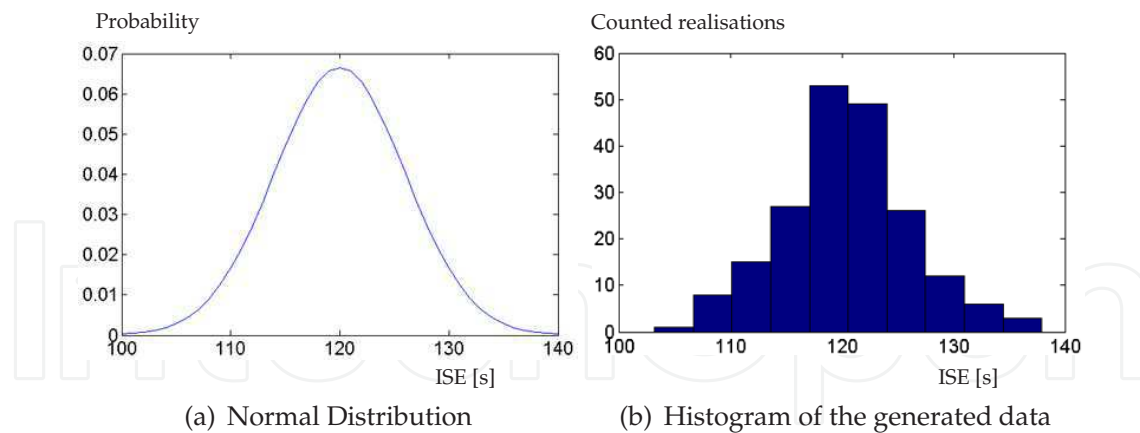 Probability
0.07
0.06
0.05
0.04
0.03
0.02
0.01
0
100 110 120 130 140
ISE [s]
(a) Normal Distribution
Counted realisations
60
50
40
30
20
10
0
100 110 120 130 140
ISE [s]
(b) Histogram of the generated data